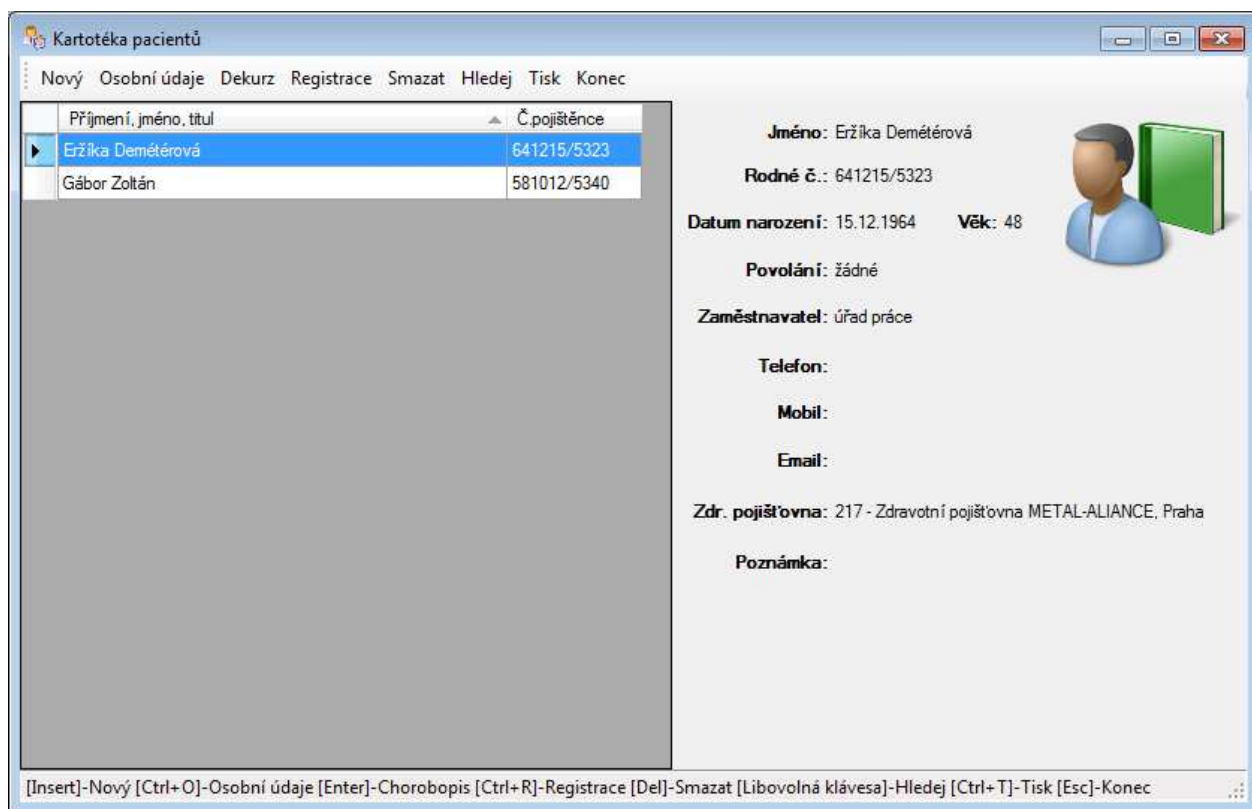 Kartotéka pacientů
Nový Osobní údaje Dekurz Registrace Smazat Hledej Tisk Konec
Příjmení, jméno, titul Č.pojištěnce
Eržika Demétérová 641215/5323
Gábor Zoltán 581012/5340
Jméno: Eržika Demétérová
Rodné č.: 641215/5323
Datum narození: 15.12.1964 Věk: 48
Povolání: žádné
Zaměstnavatel: úřad práce
Telefon:
Mobil:
Email:
Zdr. pojišťovna: 217 - Zdravotní pojišťovna METAL-ALIANCE, Praha
Poznámka:
[Insert]-Nový [Ctrl+O]-Osobní údaje [Enter]-Chorobopis [Ctrl+R]-Registrace [Del]-Smazat [Libovolná klávesa]-Hledej [Ctrl+T]-Tisk [Esc]-Konec